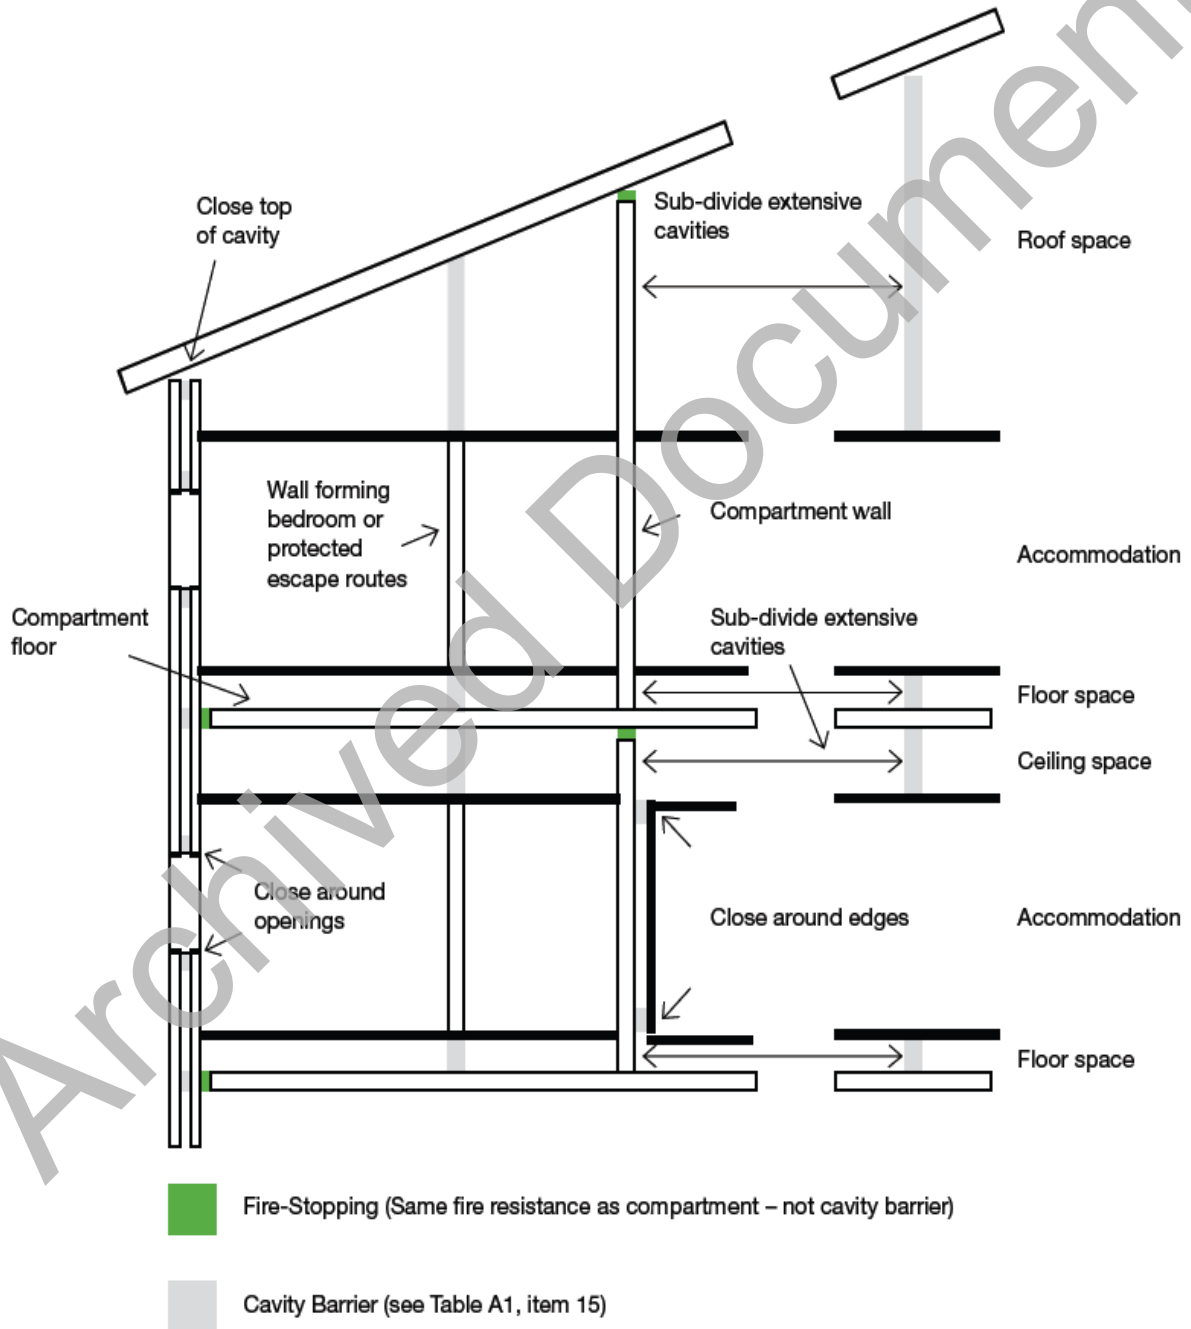 Close top
of cavity
Sub-divide extensive
cavities
Roof space
Wall forming
bedroom or
protected
escape routes
Compartment wall
Accommodation
Compartment
floor
Sub-divide extensive
cavities
Floor space
Ceiling space
Close around
openings
Close around edges
Accommodation
Floor space
Fire-Stopping (Same fire resistance as compartment – not cavity barrier)
Cavity Barrier (see Table A1, item 15)
Archived Document